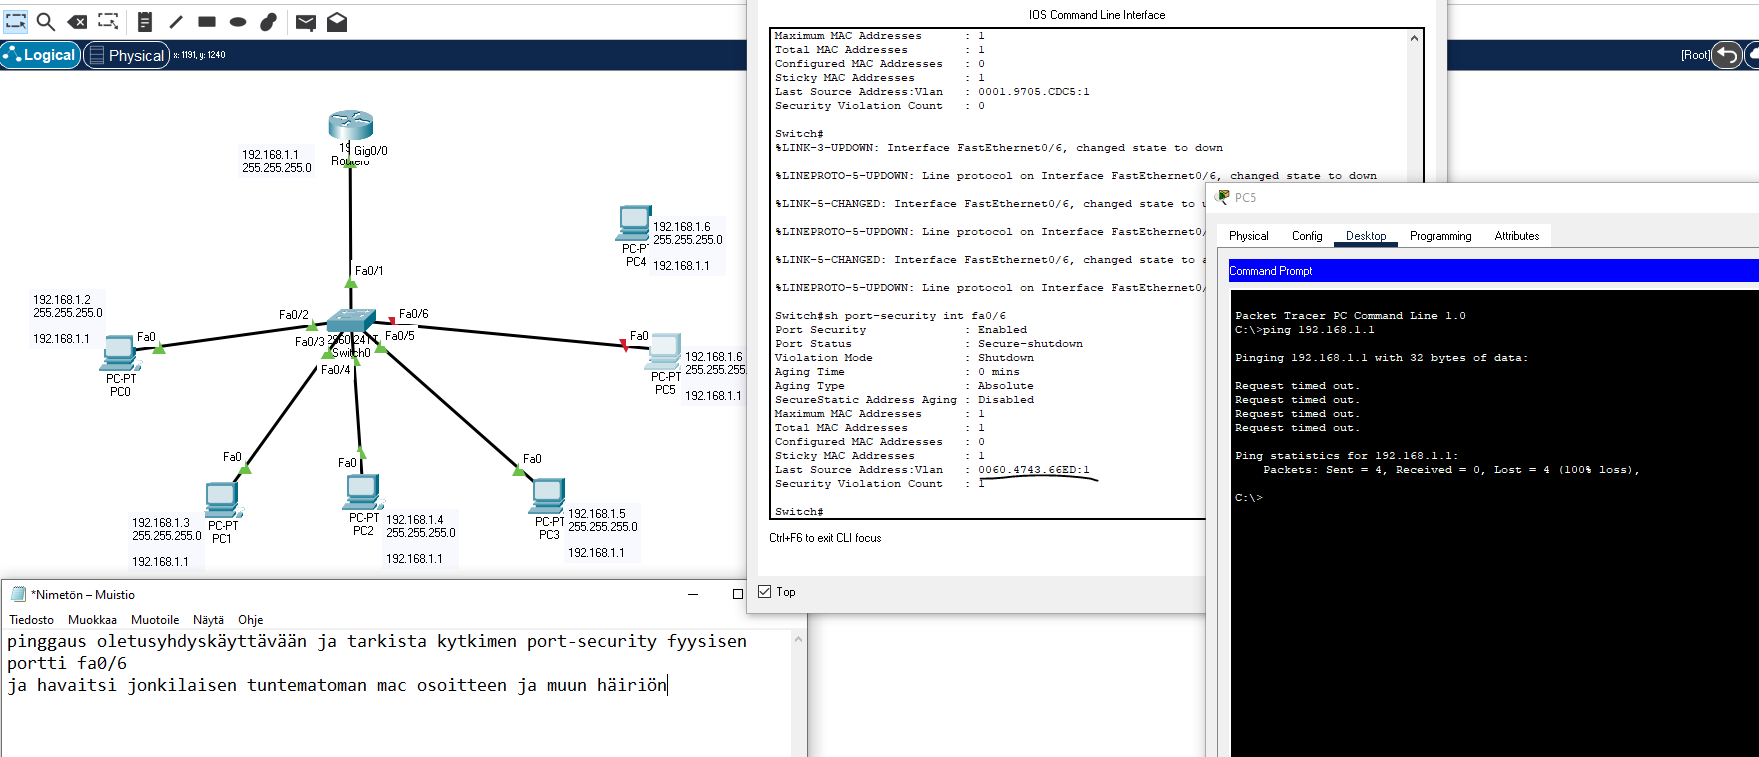 Logical
Physical
x: 1191, y: 1240
[Root]
192.168.1.1
255.255.255.0
Gig0/0
192.168.1.6
255.255.255.0
192.168.1.1
PC4
Fa0/1
192.168.1.2
255.255.255.0
192.168.1.1
Fa0/2
Fa0/6
Fa0
Fa0/3
Fa0/5
Switch0
Fa0/4
Fa0
PC-PT
PC0
192.168.1.6
255.255.255.
192.168.1.1
PC-PT
PC5
Fa0
Fa0
Fa0
192.168.1.3
255.255.255.0
192.168.1.1
PC-PT
PC1
PC-PT
PC2
192.168.1.4
255.255.255.0
192.168.1.1
PC-PT
PC3
192.168.1.5
255.255.255.0
192.168.1.1
IOS Command Line Interface
Maximum MAC Addresses : 1
Total MAC Addresses : 1
Configured MAC Addresses : 0
Sticky MAC Addresses : 1
Last Source Address:Vlan : 0001.9705.CDC5:1
Security Violation Count : 0
Switch#
%LINK-3-UPDOWN: Interface FastEthernet0/6, changed state to down
%LINEPROTO-5-UPDOWN: Line protocol on Interface FastEthernet0/6, changed state to down
%LINK-5-CHANGED: Interface FastEthernet0/6, changed state to
%LINEPROTO-5-UPDOWN: Line protocol on Interface FastEthernet0/
%LINK-5-CHANGED: Interface FastEthernet0/6, changed state to a
%LINEPROTO-5-UPDOWN: Line protocol on Interface FastEthernet0/
Switch#sh port-security int fa0/6
Port Security : Enabled
Port Status : Secure-shutdown
Violation Mode : Shutdown
Aging Time : 0 mins
Aging Type : Absolute
SecureStatic Address Aging : Disabled
Maximum MAC Addresses : 1
Total MAC Addresses : 1
Configured MAC Addresses : 0
Sticky MAC Addresses : 1
Last Source Address:Vlan : 0060.4743.66ED:1
Security Violation Count : 1
Switch#
Ctrl+F6 to exit CLI focus
Top
PC5
Physical Config Desktop Programming Attributes
Command Prompt
Packet Tracer PC Command Line 1.0
C:\>ping 192.168.1.1
Pinging 192.168.1.1 with 32 bytes of data:
Request timed out.
Request timed out.
Request timed out.
Request timed out.
Ping statistics for 192.168.1.1:
Packets: Sent = 4, Received = 0, Lost = 4 (100% loss),
C:\>
*Nimetön – Muistio
Tiedosto Muokkaa Muotoile Näytä Ohje
pinggaus oletusyhdyskäyttävään ja tarkista kytkimen port-security fyysisen
portti fa0/6
ja havaitsi jonkilaisen tuntematoman mac osoitteen ja muun häiriön